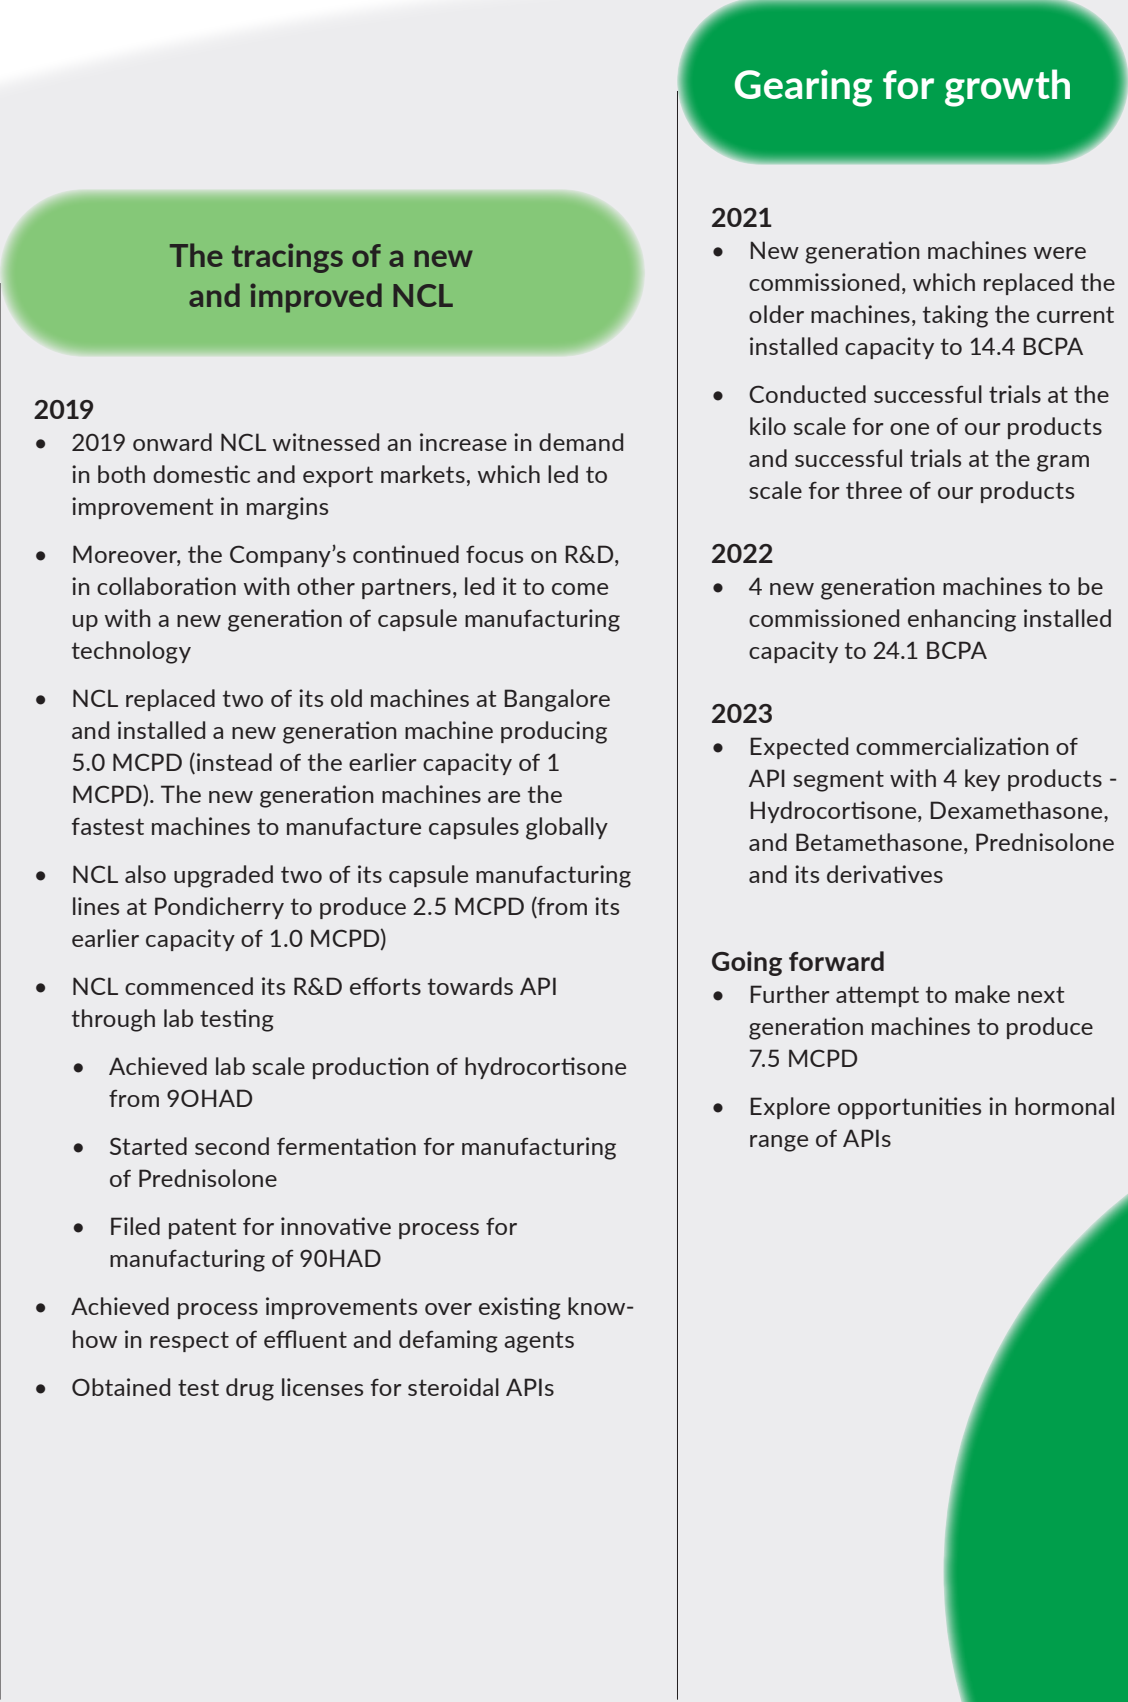 The tracings of a new
and improved NCL
2019
• 2019 onward NCL witnessed an increase in demand
in both domestic and export markets, which led to
improvement in margins
• Moreover, the Company’s continued focus on R&D,
in collaboration with other partners, led it to come
up with a new generation of capsule manufacturing
technology
• NCL replaced two of its old machines at Bangalore
and installed a new generation machine producing
5.0 MCPD (instead of the earlier capacity of 1
MCPD). The new generation machines are the
fastest machines to manufacture capsules globally
• NCL also upgraded two of its capsule manufacturing
lines at Pondicherry to produce 2.5 MCPD (from its
earlier capacity of 1.0 MCPD)
• NCL commenced its R&D efforts towards API
through lab testing
• Achieved lab scale production of hydrocortisone
from 9OHAD
• Started second fermentation for manufacturing
of Prednisolone
• Filed patent for innovative process for
manufacturing of 90HAD
• Achieved process improvements over existing know-
how in respect of effluent and defaming agents
• Obtained test drug licenses for steroidal APIs
Gearing for growth
2021
• New generation machines were
commissioned, which replaced the
older machines, taking the current
installed capacity to 14.4 BCPA
• Conducted successful trials at the
kilo scale for one of our products
and successful trials at the gram
scale for three of our products
2022
• 4 new generation machines to be
commissioned enhancing installed
capacity to 24.1 BCPA
2023
• Expected commercialization of
API segment with 4 key products -
Hydrocortisone, Dexamethasone,
and Betamethasone, Prednisolone
and its derivatives
Going forward
• Further attempt to make next
generation machines to produce
7.5 MCPD
• Explore opportunities in hormonal
range of APIs